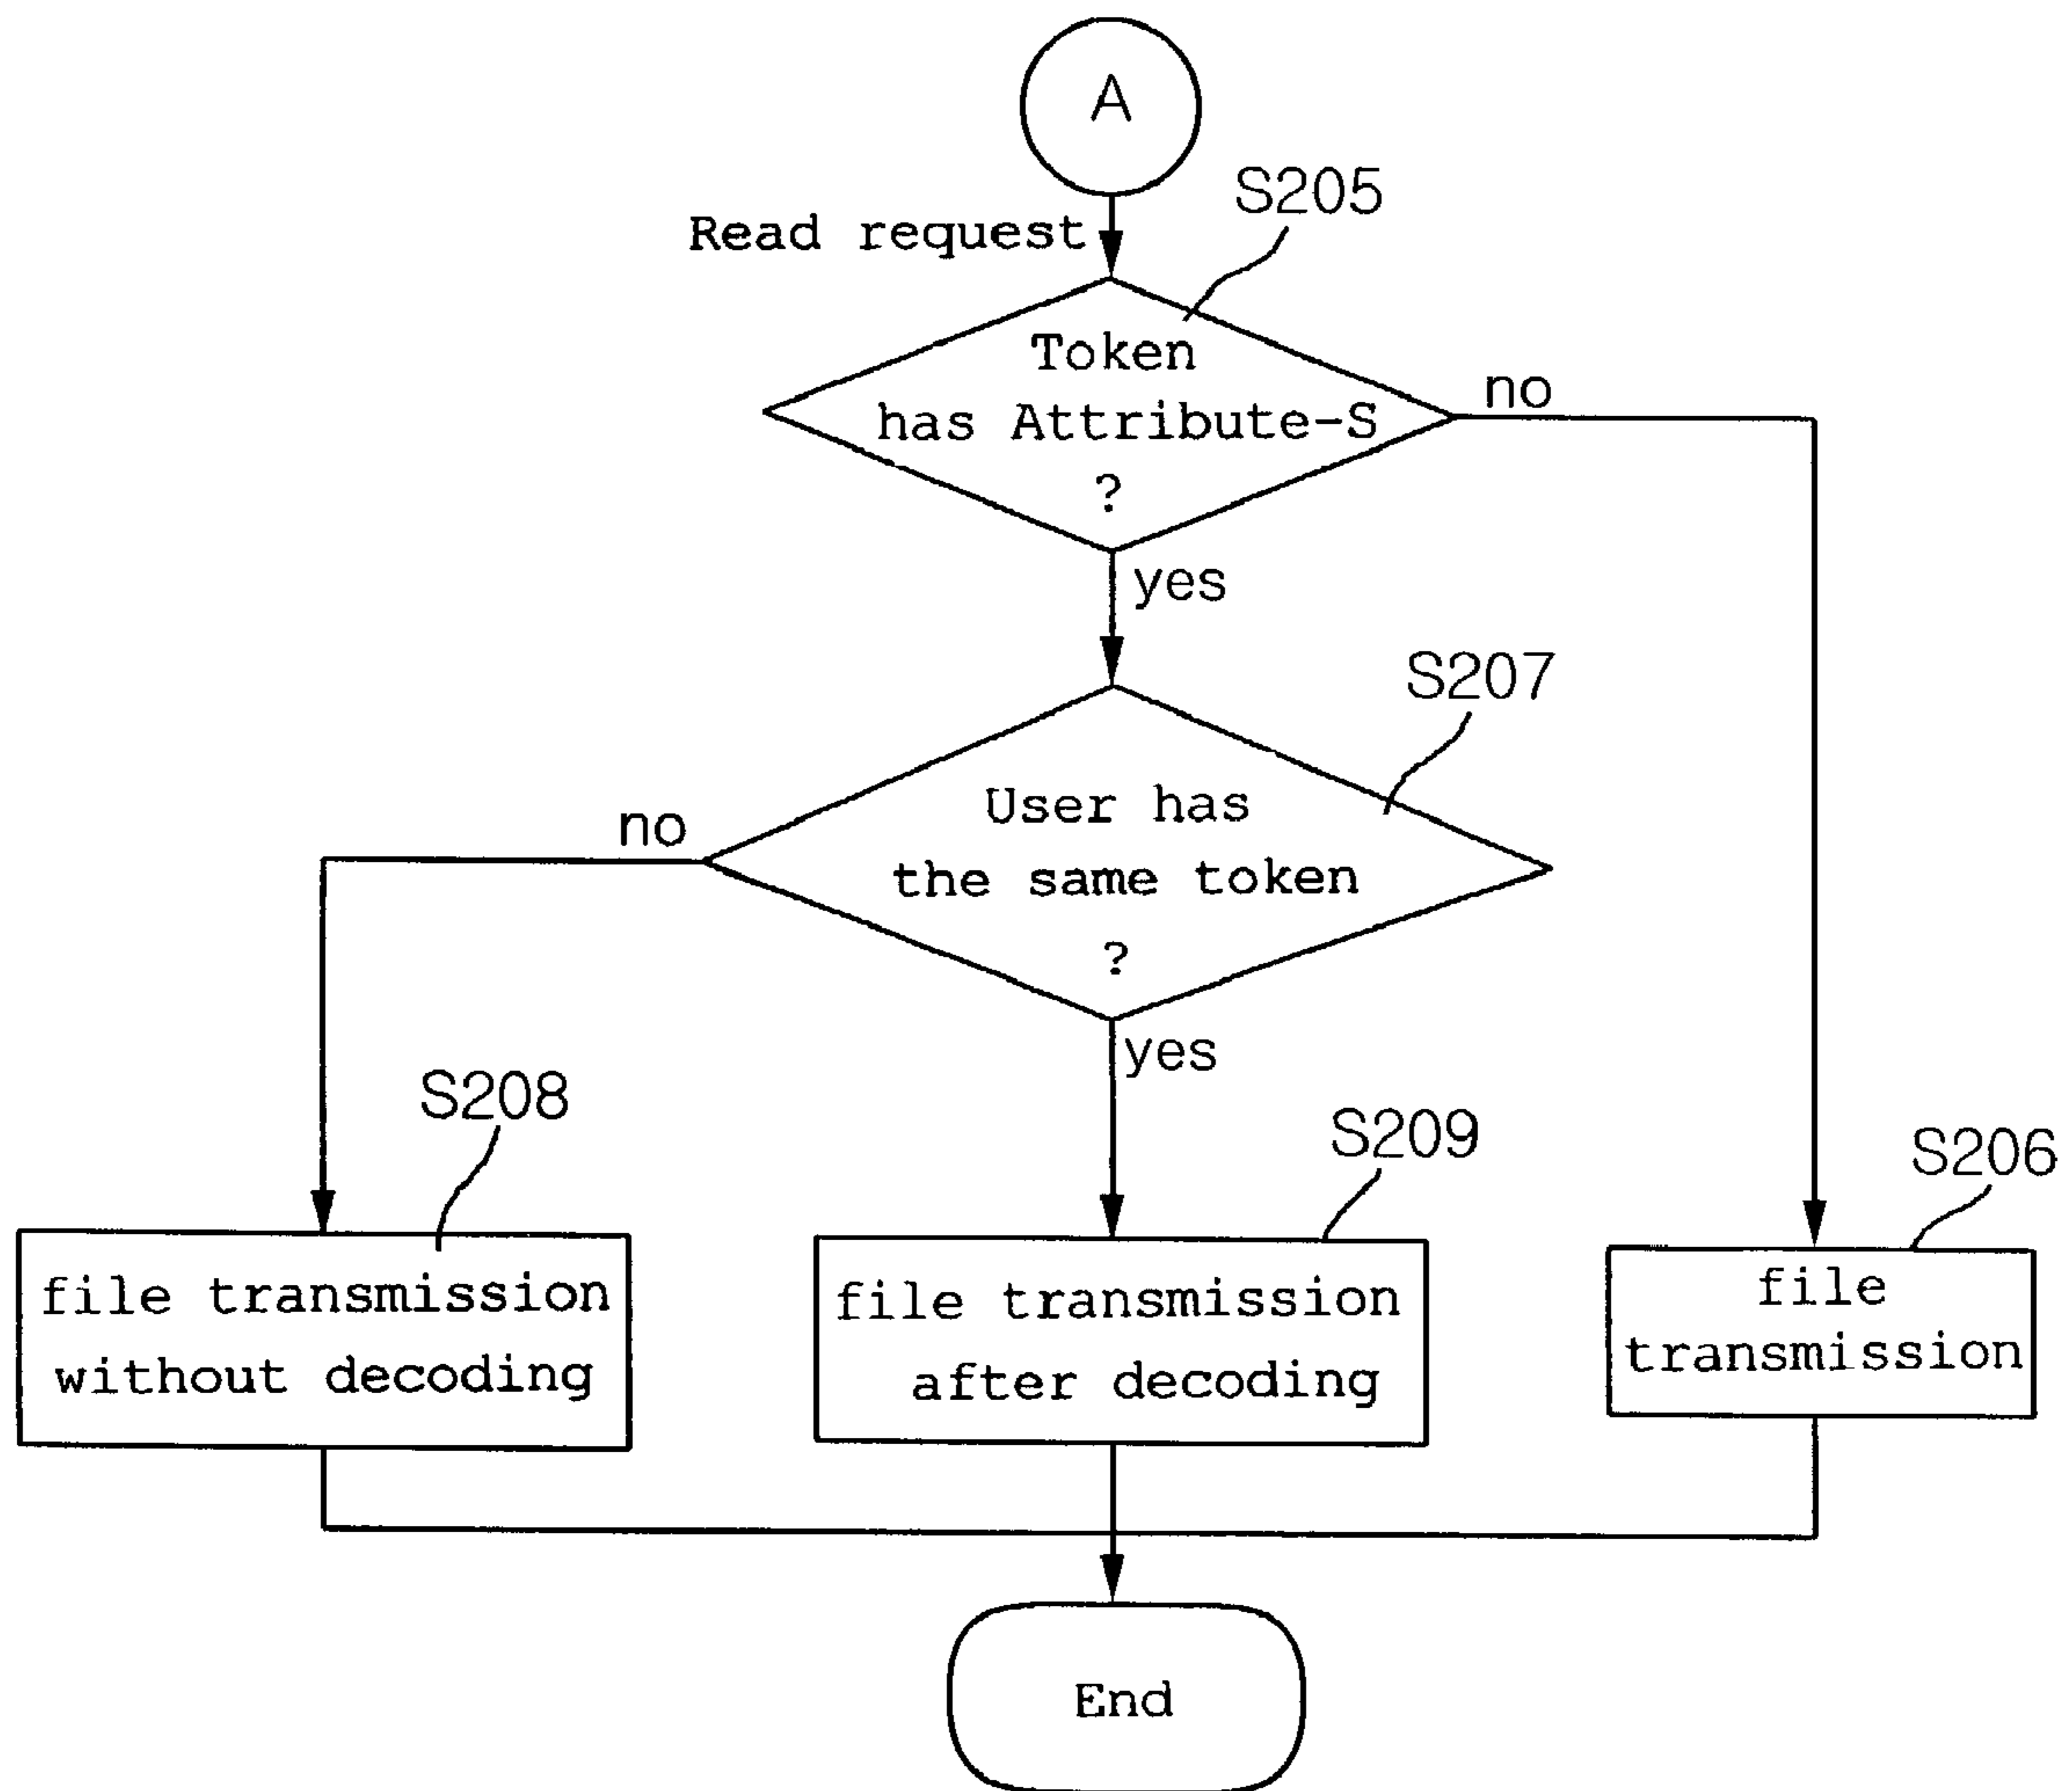 A
Read request
S205
Token
has Attribute-S
?
no
yes
S207
User has
the same token
?
no
yes
S208
S209
S206
file transmission
without decoding
file transmission
after decoding
file
transmission
End